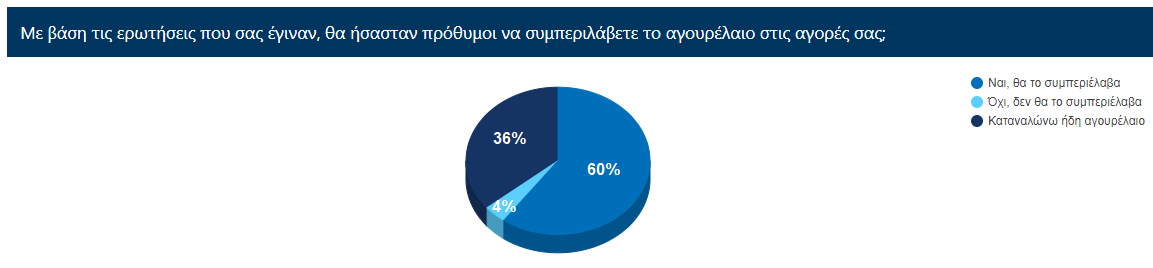 Με βάση τις ερωτήσεις που σας έγιναν, θα ήσασταν πρόθυμοι να συμπεριλάβετε το αγουρέλαιο στις αγορές σας;
Ναι, θα το συμπεριέλαβα
Όχι, δεν θα το συμπεριέλαβα
Καταναλώνω ήδη αγουρέλαιο
36%
60%
4%